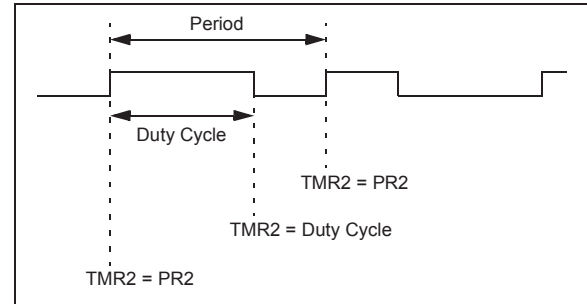 Period
Duty Cycle
TMR2 = PR2
TMR2 = Duty Cycle
TMR2 = PR2